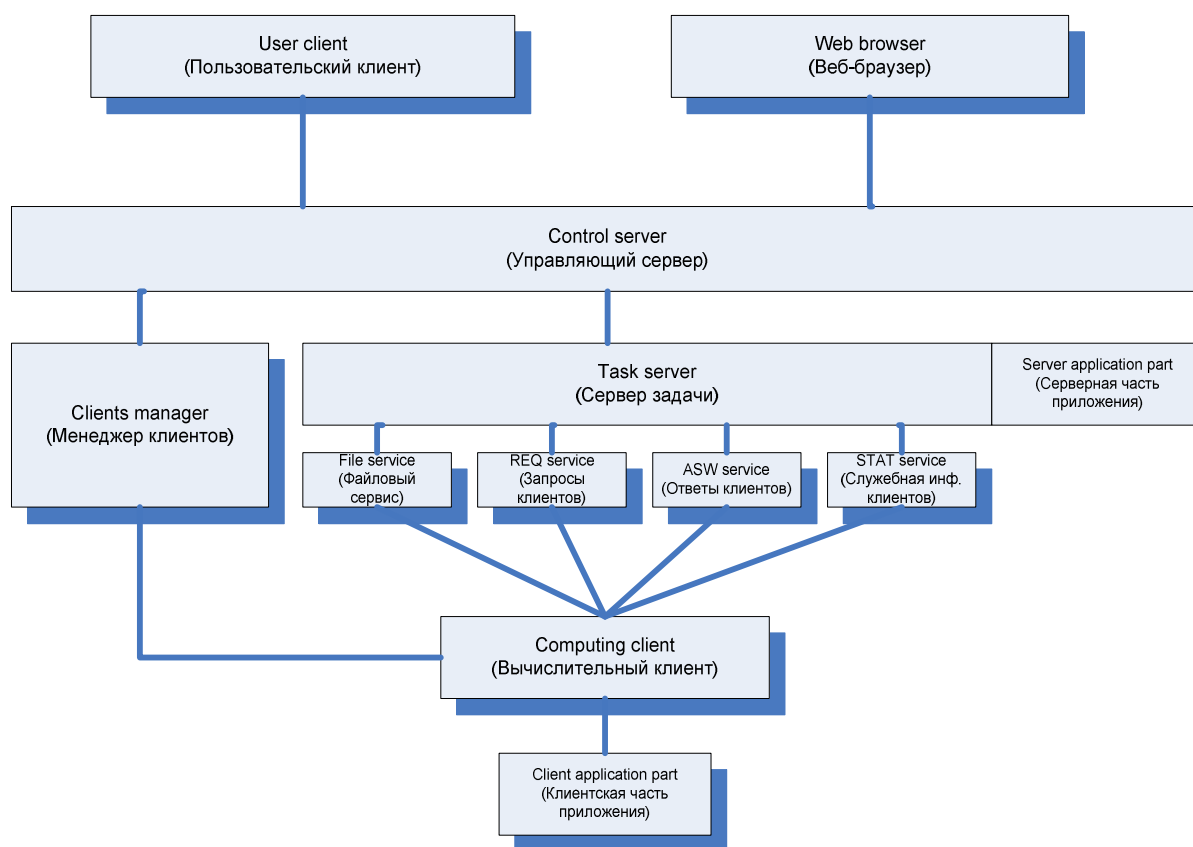 User client
(Пользовательский клиент)
Web browser
(Веб-браузер)
Control server
(Управляющий сервер)
Clients manager
(Менеджер клиентов)
Task server
(Сервер задачи)
Server application part
(Серверная часть
приложения)
File service
(Файловый
сервис)
REQ service
(Запросы
клиентов)
ASW service
(Ответы клиентов)
STAT service
(Служебная инф.
клиентов)
Computing client
(Вычислительный клиент)
Client application part
(Клиентская часть
приложения)